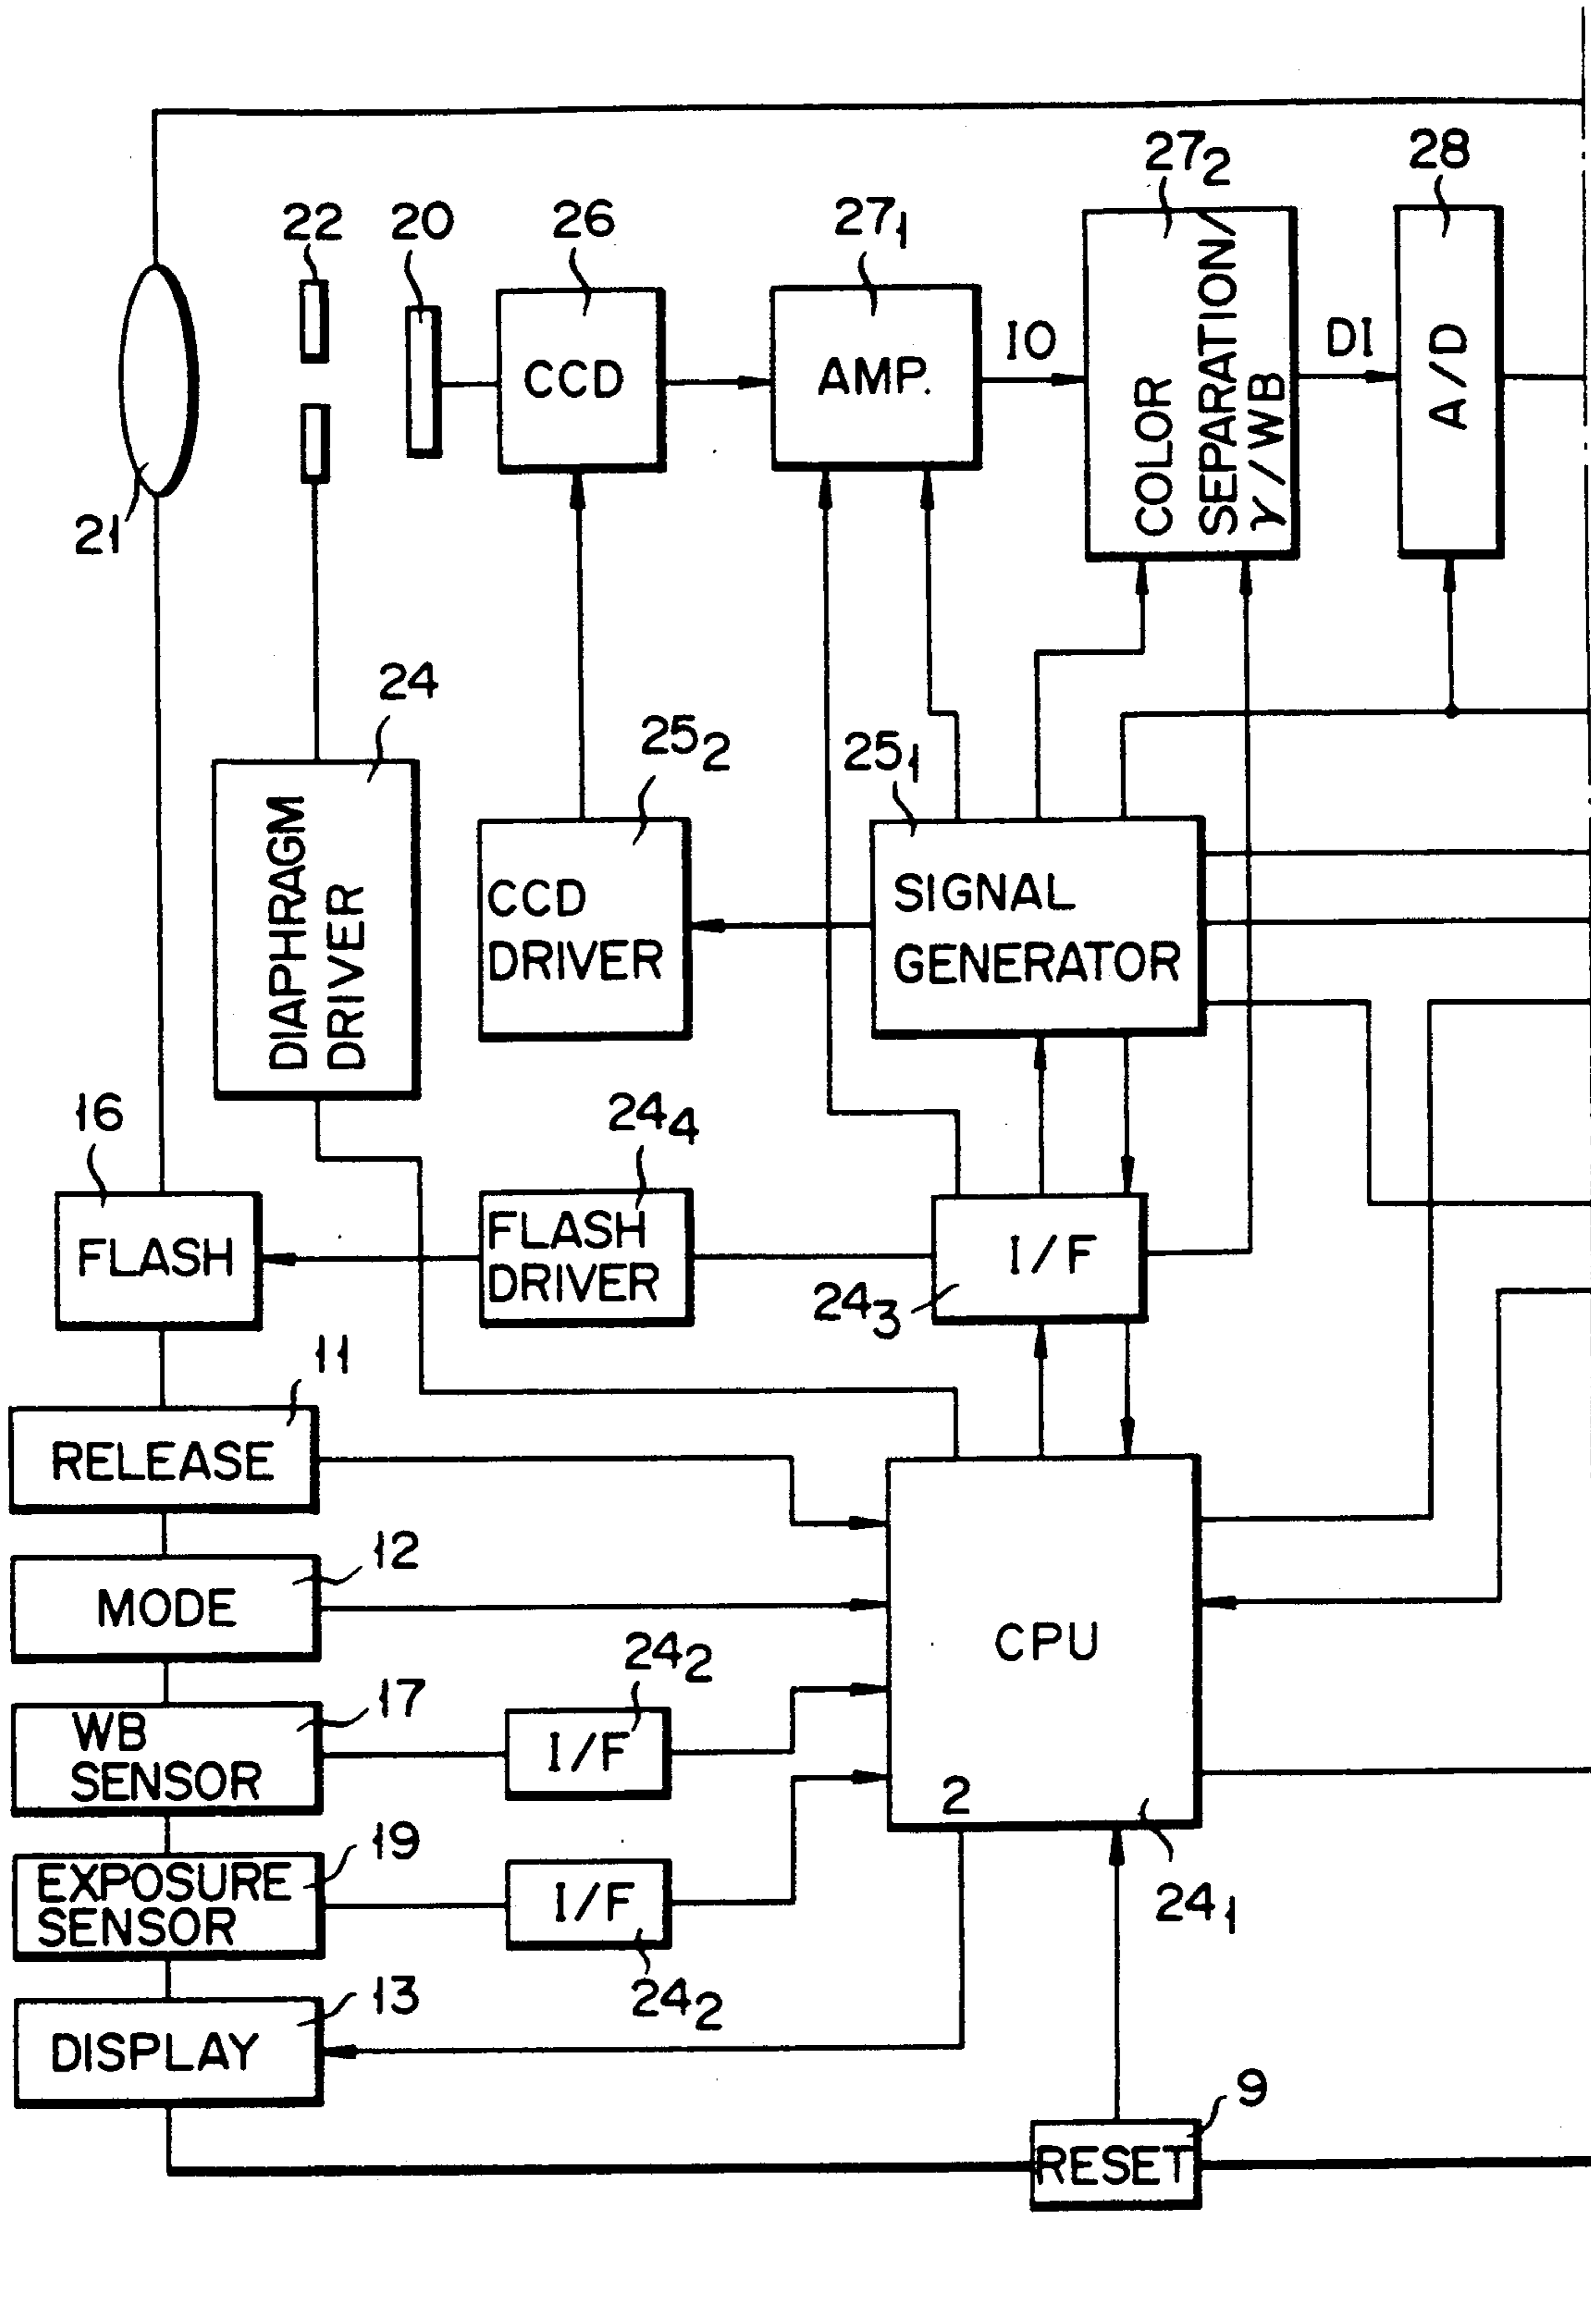 27₂
28
22
20
26
27₁
CCD
AMP.
IO
COLOR
SEPARATION/
γ/WB
DI
A/D
21
24
25₂
25₁
DIAPHRAGM
DRIVER
CCD
DRIVER
SIGNAL
GENERATOR
16
24₄
FLASH
FLASH
DRIVER
I/F
24₃
11
RELEASE
12
MODE
CPU
24₂
17
WB
SENSOR
I/F
2
19
EXPOSURE
SENSOR
I/F
24₁
24₂
13
DISPLAY
9
RESET